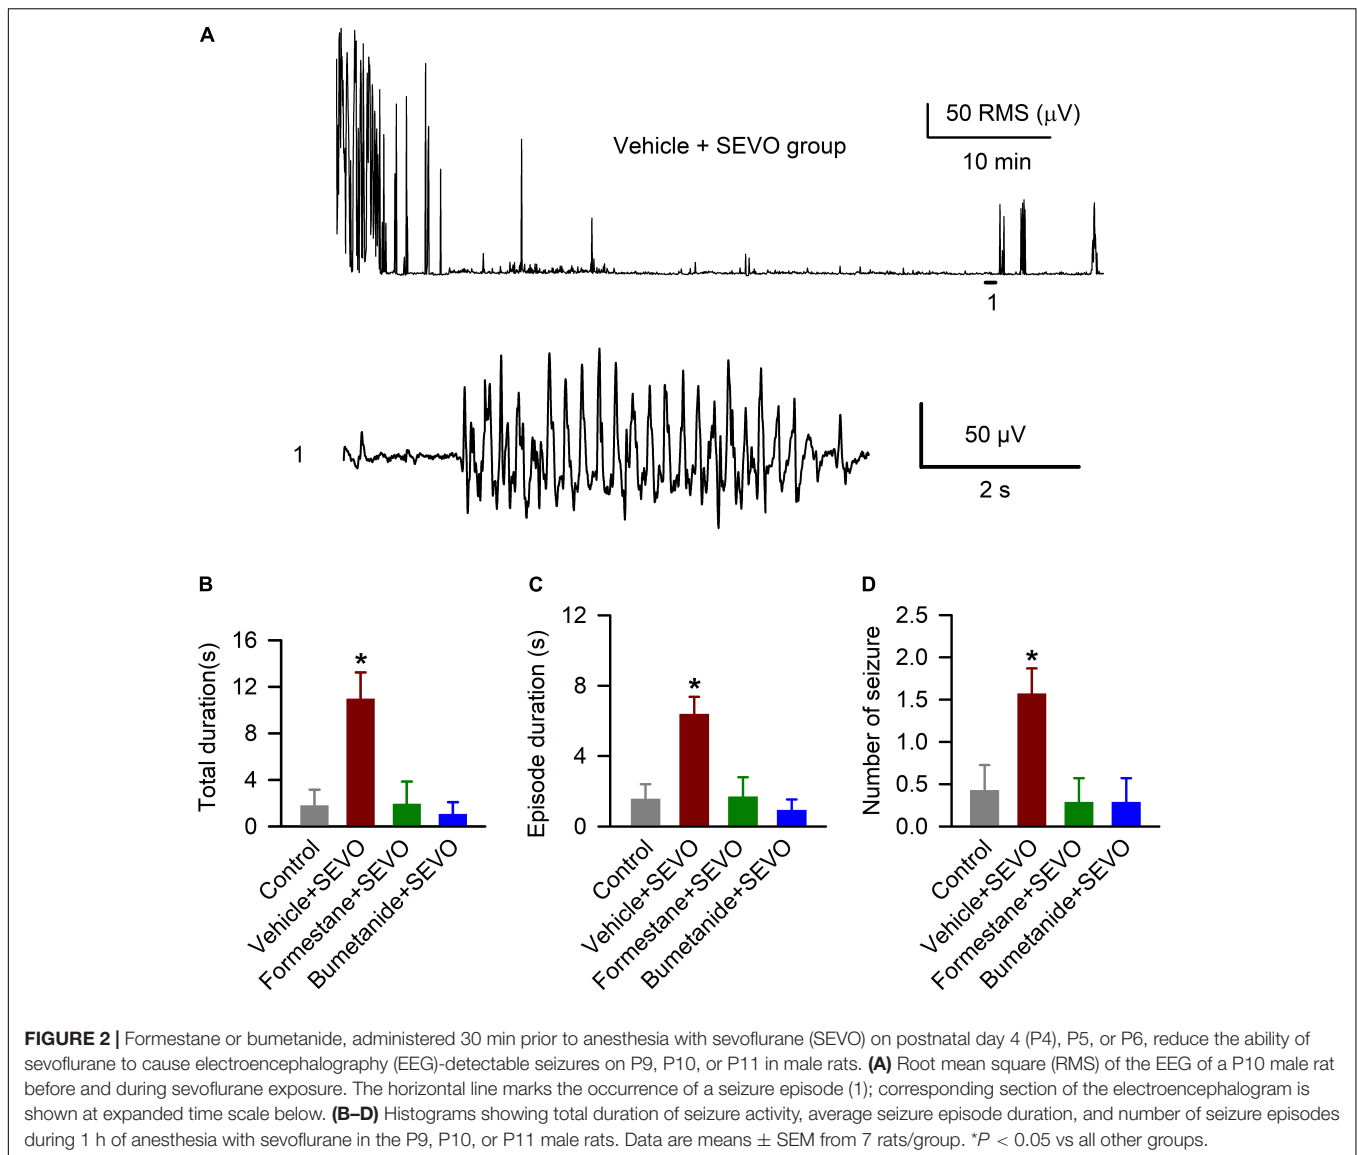 A
Vehicle + SEVO group
50 RMS (μV)
10 min
1
1
50 μV
2 s
B
Total duration(s)
16
12
8
4
0
*
Control
Vehicle+SEVO
Formestane+SEVO
Bumetanide+SEVO
C
Episode duration (s)
12
8
4
0
*
Control
Vehicle+SEVO
Formestane+SEVO
Bumetanide+SEVO
D
Number of seizure
2.5
2.0
1.5
1.0
0.5
0.0
*
Control
Vehicle+SEVO
Formestane+SEVO
Bumetanide+SEVO
FIGURE 2 | Formestane or bumetanide, administered 30 min prior to anesthesia with sevoflurane (SEVO) on postnatal day 4 (P4), P5, or P6, reduce the ability of
sevoflurane to cause electroencephalography (EEG)-detectable seizures on P9, P10, or P11 in male rats. (A) Root mean square (RMS) of the EEG of a P10 male rat
before and during sevoflurane exposure. The horizontal line marks the occurrence of a seizure episode (1); corresponding section of the electroencephalogram is
shown at expanded time scale below. (B–D) Histograms showing total duration of seizure activity, average seizure episode duration, and number of seizure episodes
during 1 h of anesthesia with sevoflurane in the P9, P10, or P11 male rats. Data are means ± SEM from 7 rats/group. *P < 0.05 vs all other groups.